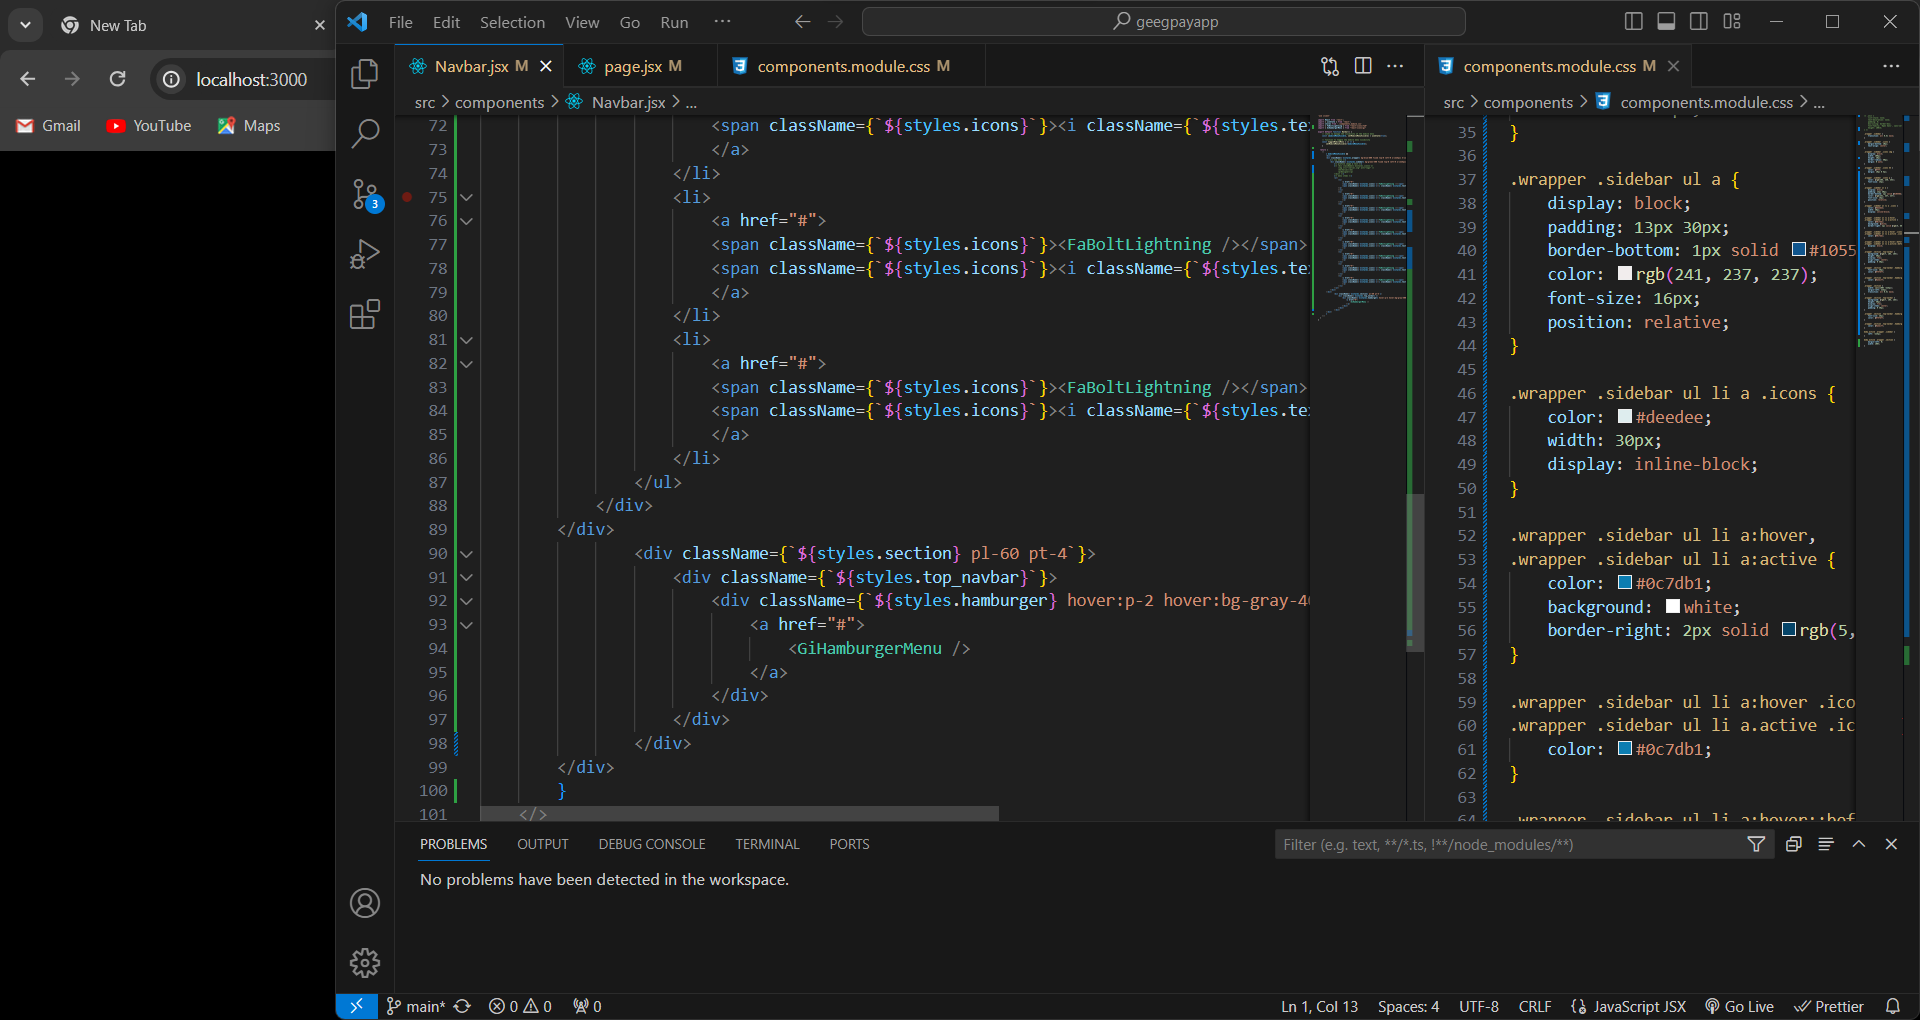 New Tab
localhost:3000
Gmail YouTube Maps
File Edit Selection View Go Run ···
geegpayapp
Navbar.jsx M
page.jsx M
components.module.css M
src > components > Navbar.jsx > ...
72 <span className={`${styles.icons}`}><i className={`${styles.te
73 </a>
74 </li>
75 <li>
76 <a href="#">
77 <span className={`${styles.icons}`}><FaBoltLightning /></span>
78 <span className={`${styles.icons}`}><i className={`${styles.te
79 </a>
80 </li>
81 <li>
82 <a href="#">
83 <span className={`${styles.icons}`}><FaBoltLightning /></span>
84 <span className={`${styles.icons}`}><i className={`${styles.te
85 </a>
86 </li>
87 </ul>
88 </div>
89 </div>
90 <div className={`${styles.section} pl-60 pt-4`}>
91 <div className={`${styles.top_navbar}`}>
92 <div className={`${styles.hamburger} hover:p-2 hover:bg-gray-4
93 <a href="#">
94 <GiHamburgerMenu />
95 </a>
96 </div>
97 </div>
98 </div>
99 </div>
100 }
101 </>
components.module.css M
src > components > components.module.css > ...
35 }
36
37 .wrapper .sidebar ul a {
38 display: block;
39 padding: 13px 30px;
40 border-bottom: 1px solid #1055
41 color: rgb(241, 237, 237);
42 font-size: 16px;
43 position: relative;
44 }
45
46 .wrapper .sidebar ul li a .icons {
47 color: #deedee;
48 width: 30px;
49 display: inline-block;
50 }
51
52 .wrapper .sidebar ul li a:hover,
53 .wrapper .sidebar ul li a:active {
54 color: #0c7db1;
55 background: white;
56 border-right: 2px solid rgb(5,
57 }
58
59 .wrapper .sidebar ul li a:hover .ico
60 .wrapper .sidebar ul li a.active .ic
61 color: #0c7db1;
62 }
63
64 .wrapper .sidebar ul li a:hover::bef
PROBLEMS OUTPUT DEBUG CONSOLE TERMINAL PORTS
Filter (e.g. text, **/*.ts, !**/node_modules/**)
No problems have been detected in the workspace.
3
main* 0 0 0
Ln 1, Col 13 Spaces: 4 UTF-8 CRLF {} JavaScript JSX Go Live Prettier